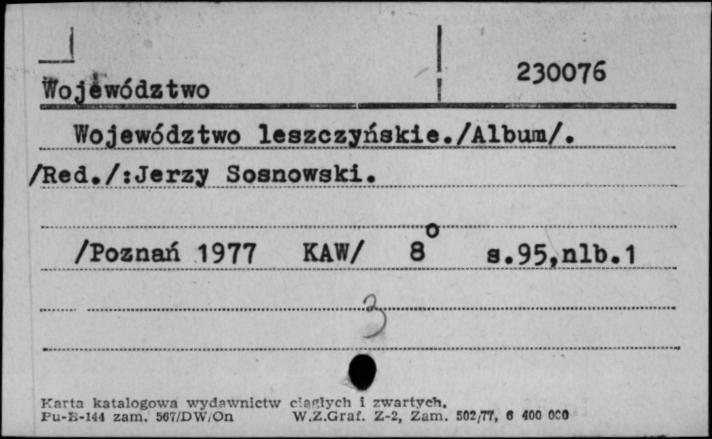 230076
Województwo
Województwo leszczyńskie./Album/.
/Red./:Jerzy Sosnowski.
/Poznań 1977 KAW/ 8° s.95,nlb.1
3
Karta katalogowa wydawnictw ciągłych i zwartych.
Pu-B-144 zam. 567/DW/On W.Z.Graf. Z-2, Zam. 502/77, 6 400 000